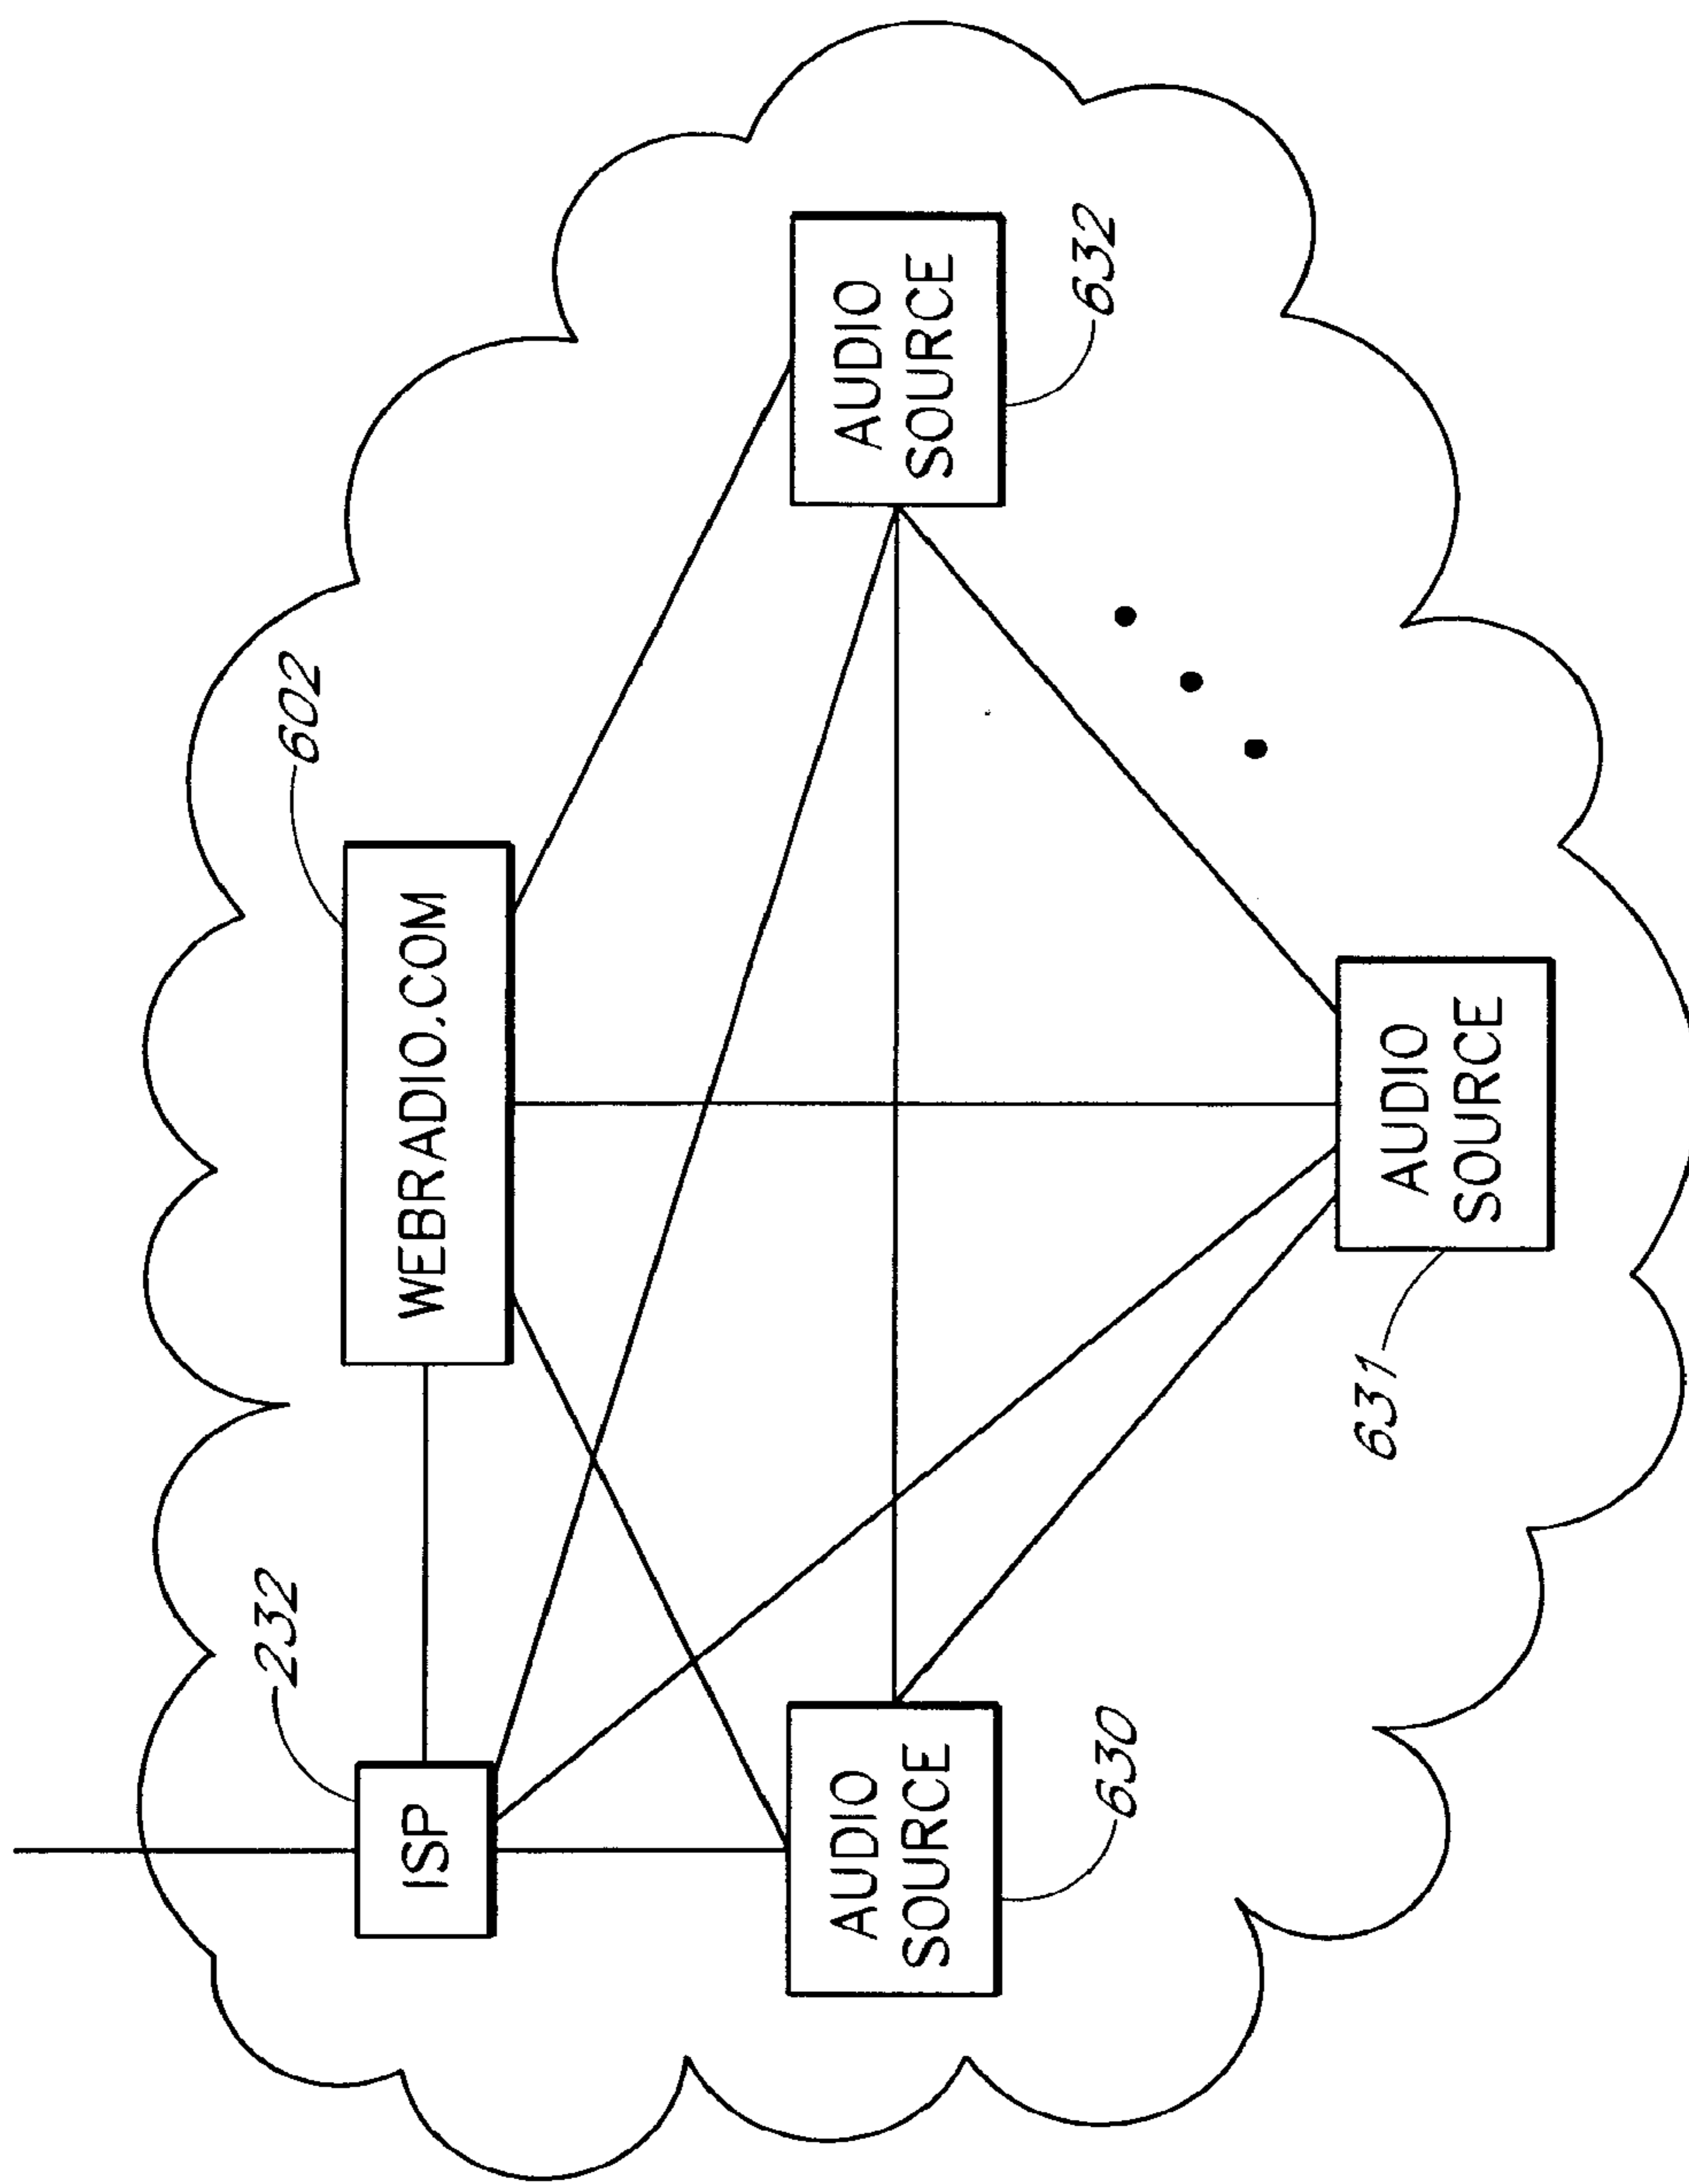 232
ISP
602
WEBRADIO.COM
AUDIO
SOURCE
630
AUDIO
SOURCE
631
AUDIO
SOURCE
632